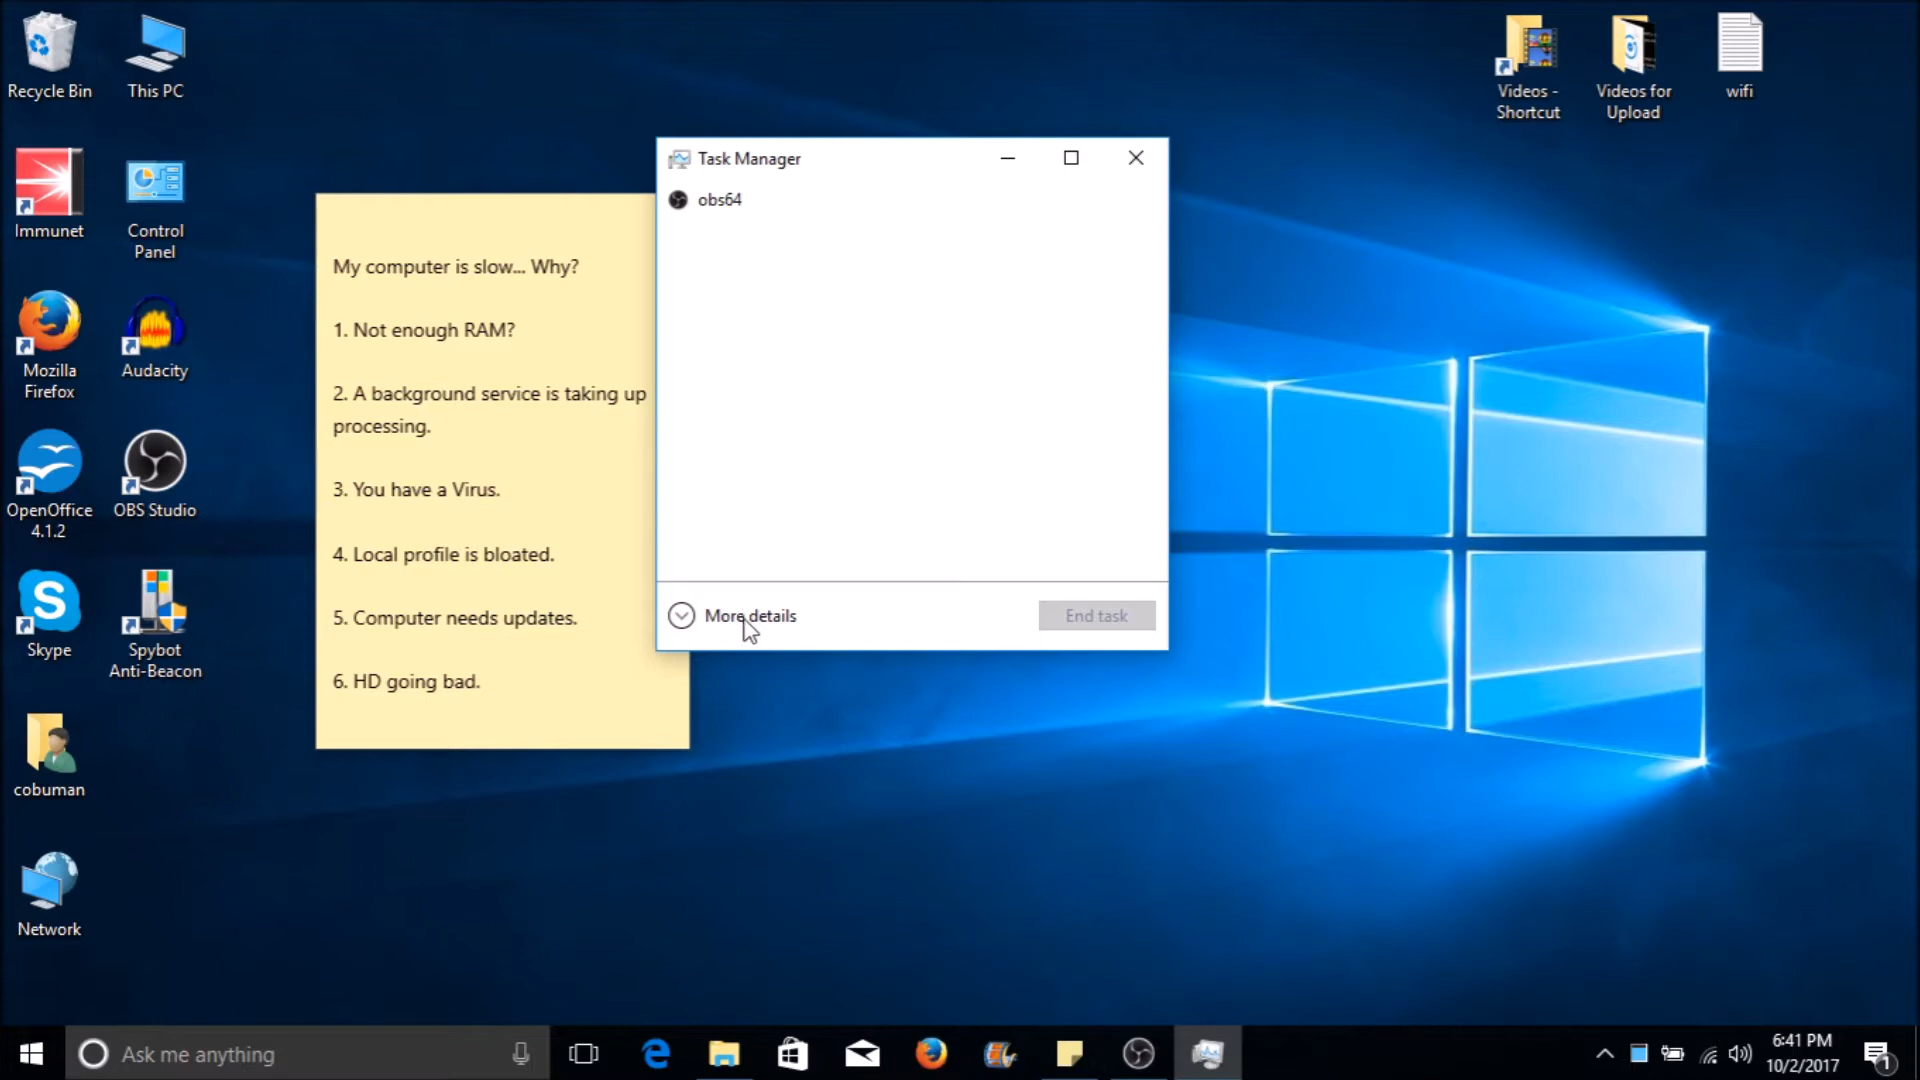 Recycle Bin
This PC
Immunet
Control
Panel
Mozilla
Firefox
Audacity
OpenOffice
4.1.2
OBS Studio
Skype
Spybot
Anti-Beacon
cobuman
Network
My computer is slow... Why?
1. Not enough RAM?
2. A background service is taking up
processing.
3. You have a Virus.
4. Local profile is bloated.
5. Computer needs updates.
6. HD going bad.
Task Manager
obs64
More details
End task
Videos -
Shortcut
Videos for
Upload
wifi
Ask me anything
6:41 PM
10/2/2017
1